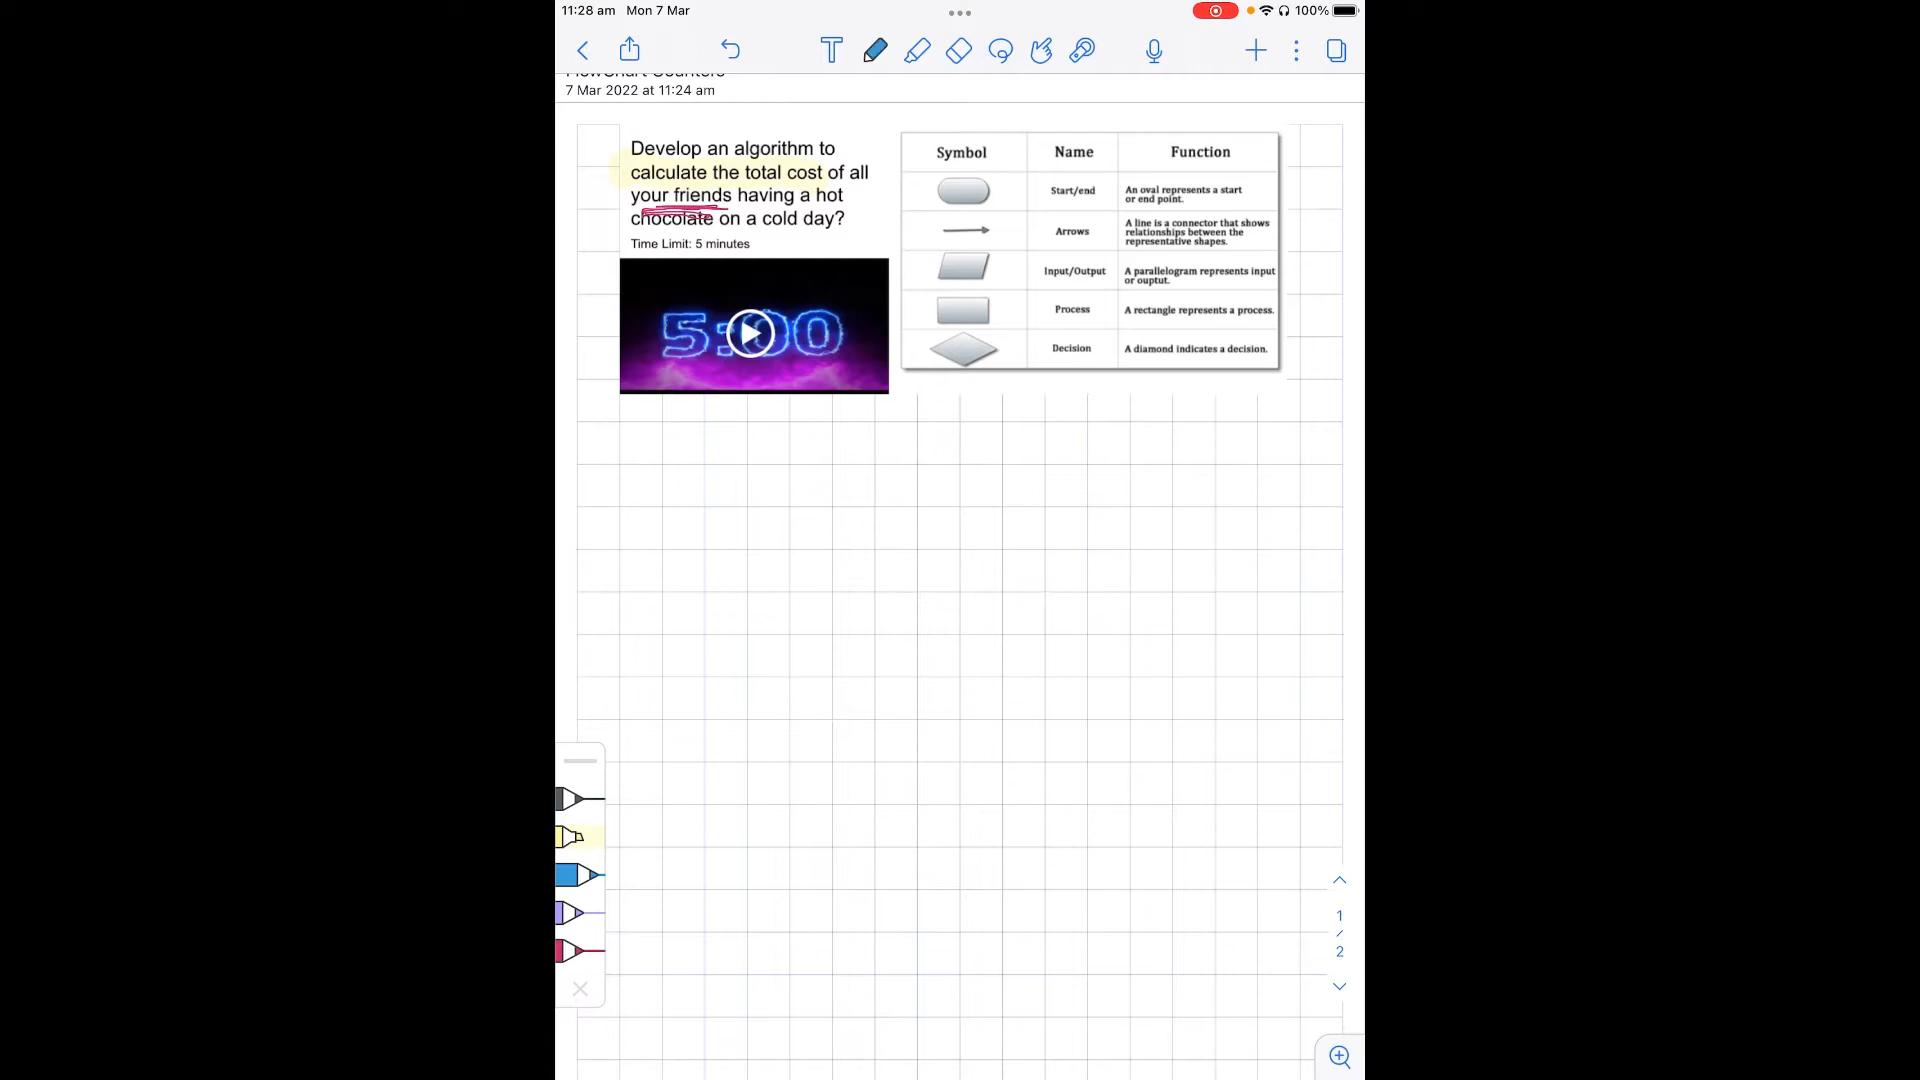 11:28 am Mon 7 Mar
100%
FlowChart Counters
7 Mar 2022 at 11:24 am
Develop an algorithm to
calculate the total cost of all
your friends having a hot
chocolate on a cold day?
Time Limit: 5 minutes
5:00
Symbol Name Function
Start/end An oval represents a start
or end point.
Arrows A line is a connector that shows
relationships between the
representative shapes.
Input/Output A parallelogram represents input
or ouptut.
Process A rectangle represents a process.
Decision A diamond indicates a decision.
1
/
2